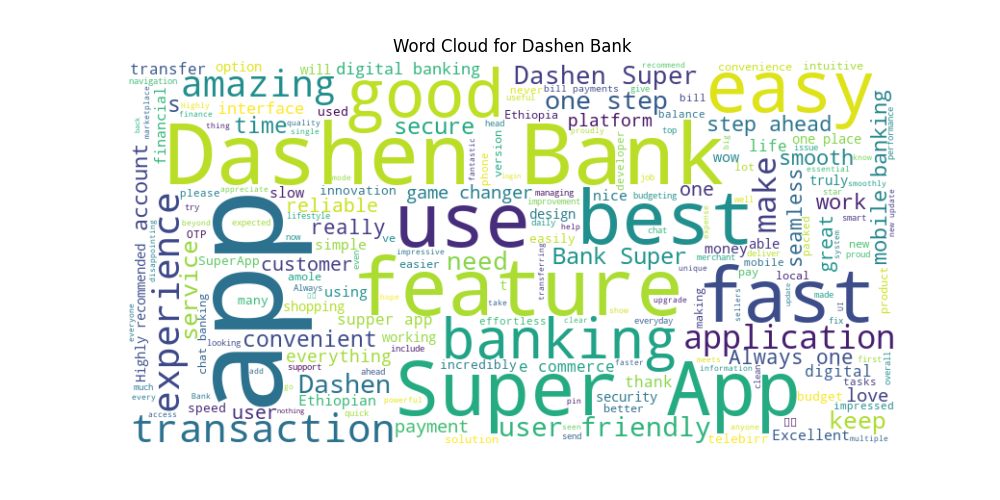 Word Cloud for Dashen Bank
transfer option will digital banking Dashen Super recommend convenience intuitive
navigation amazing good never bill payments give easy
marketplace s interface used useful one step bill
Highly finance time secure head Ethiopia platform balance step ahead
back thing quality single version top life one place
financial Dashen Bank fantastic phone proudly developer big wow issue know performance
mode login job lot smooth essential
please appreciate slow innovation game changer managing nice budgeting one make truly smoothly mobile banking
try reliable improvement design star work
account beyond expected lifestyle really use daily help best well seamless packed smart new update
OTP now ve easily chat expense money able great new proud
experience services SuperApp simple even impressive transferring Bank Super merchant mobile system
disappointing customer easier need t unique pay local
app many amole Always using feature take upgrade fast product
Highly recommended hope shoe sellers update made UI
looking shopping supper app effortless clear everyday making fix
chat banking convenient working banking application
everyone everything include incredibly e commerce faster meets Always one first
much add support ahead information clean digital overall
every Bank go Dashen thank security pin tasks
access Ethiopian powerful Super App better budget love
speed user nothing quick impressed
transaction payment user friendly seen anyone keep
solution send telebirr Excellent multiple